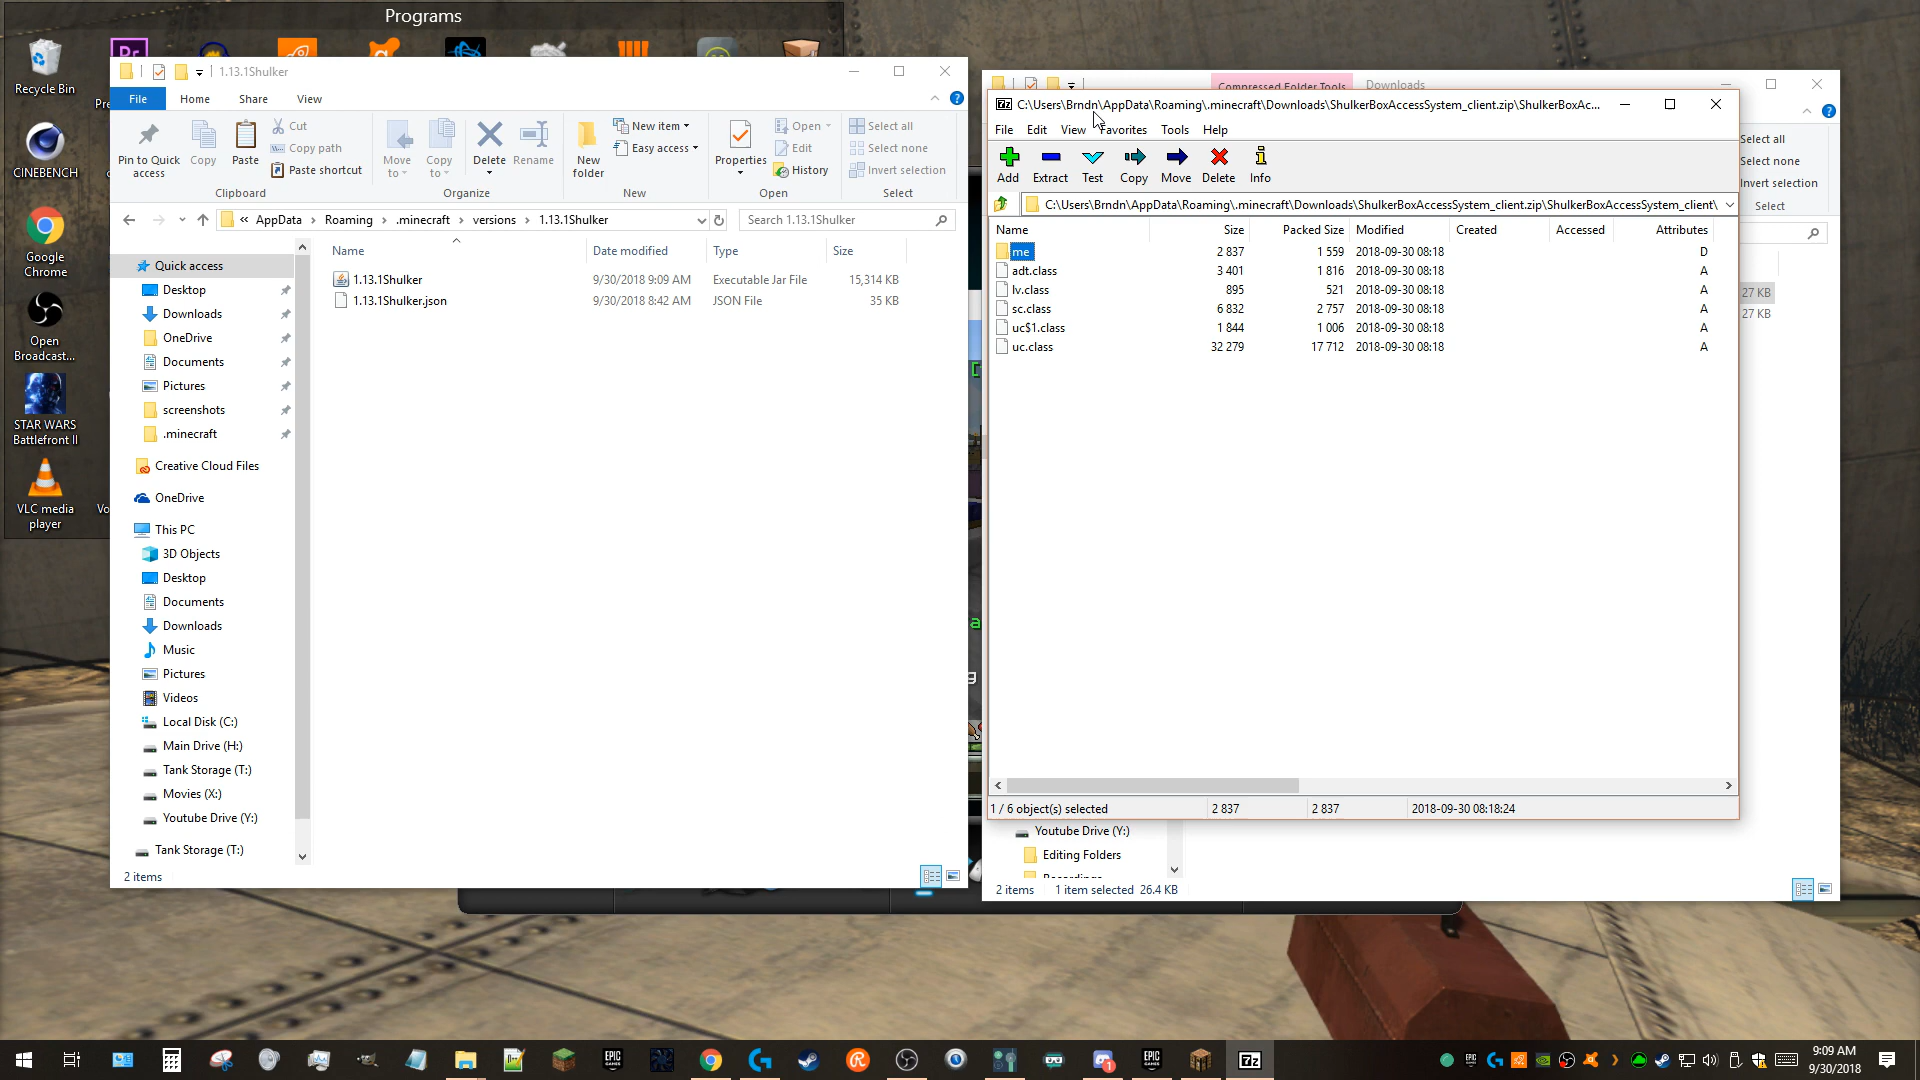 Programs
Recycle Bin
Pr
CINEBENCH
Google
Chrome
Open
Broadcast...
STAR WARS
Battlefront II
VLC media
player
1.13.1Shulker
File
Home
Share
View
Pin to Quick
access
Copy
Paste
Cut
Copy path
Paste shortcut
Move
to
Copy
to
Delete
Rename
New
folder
New item
Easy access
Properties
Open
Edit
History
Select all
Select none
Invert selection
Clipboard
Organize
New
Open
Select
« AppData
Roaming
.minecraft
versions
1.13.1Shulker
Search 1.13.1Shulker
Name
Date modified
Type
Size
1.13.1Shulker
9/30/2018 9:09 AM
Executable Jar File
15,314 KB
1.13.1Shulker.json
9/30/2018 8:42 AM
JSON File
35 KB
Quick access
Desktop
Downloads
OneDrive
Documents
Pictures
screenshots
.minecraft
Creative Cloud Files
OneDrive
This PC
3D Objects
Desktop
Documents
Downloads
Music
Pictures
Videos
Local Disk (C:)
Main Drive (H:)
Tank Storage (T:)
Movies (X:)
Youtube Drive (Y:)
Tank Storage (T:)
2 items
Compressed Folder Tools
Downloads
Select all
Select none
Invert selection
Select
27 KB
27 KB
7z
C:\Users\Brndn\AppData\Roaming\.minecraft\Downloads\ShulkerBoxAccessSystem_client.zip\ShulkerBoxAc...
File
Edit
View
Favorites
Tools
Help
Add
Extract
Test
Copy
Move
Delete
Info
C:\Users\Brndn\AppData\Roaming\.minecraft\Downloads\ShulkerBoxAccessSystem_client.zip\ShulkerBoxAccessSystem_client\
Name
Size
Packed Size
Modified
Created
Accessed
Attributes
me
2 837
1 559
2018-09-30 08:18
D
adt.class
3 401
1 816
2018-09-30 08:18
A
lv.class
895
521
2018-09-30 08:18
A
sc.class
6 832
2 757
2018-09-30 08:18
A
uc$1.class
1 844
1 006
2018-09-30 08:18
A
uc.class
32 279
17 712
2018-09-30 08:18
A
1 / 6 object(s) selected
2 837
2 837
2018-09-30 08:18:24
Youtube Drive (Y:)
Editing Folders
2 items
1 item selected 26.4 KB
EPIC
GAMES
EPIC
GAMES
7z
9:09 AM
9/30/2018